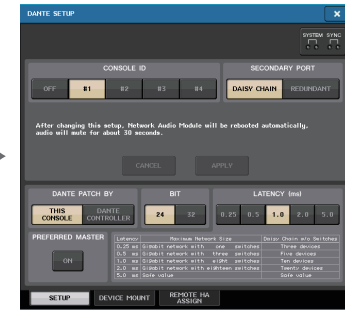 DANTE SETUP
SYSTEM SYNC
CONSOLE ID
SECONDARY PORT
OFF #1 #2 #3 #4
DAISY CHAIN REDUNDANT
After changing this setup, Network Audio Module will be rebooted automatically,
audio will mute for about 30 seconds.
CANCEL APPLY
DANTE PATCH BY
BIT
LATENCY (ms)
THIS CONSOLE
DANTE CONTROLLER
24 32
0.25 0.5 1.0 2.0 5.0
PREFERRED MASTER
ON
Latency Maximum Network Size Daisy Chain w/o Switches
0.25 ms Gigabit network with one switches Three devices
0.5 ms Gigabit network with three switches Five devices
1.0 ms Gigabit network with eight switches Ten devices
2.0 ms Gigabit network with eighteen switches Twenty devices
5.0 ms Safe value Safe value
SETUP DEVICE MOUNT REMOTE HA ASSIGN